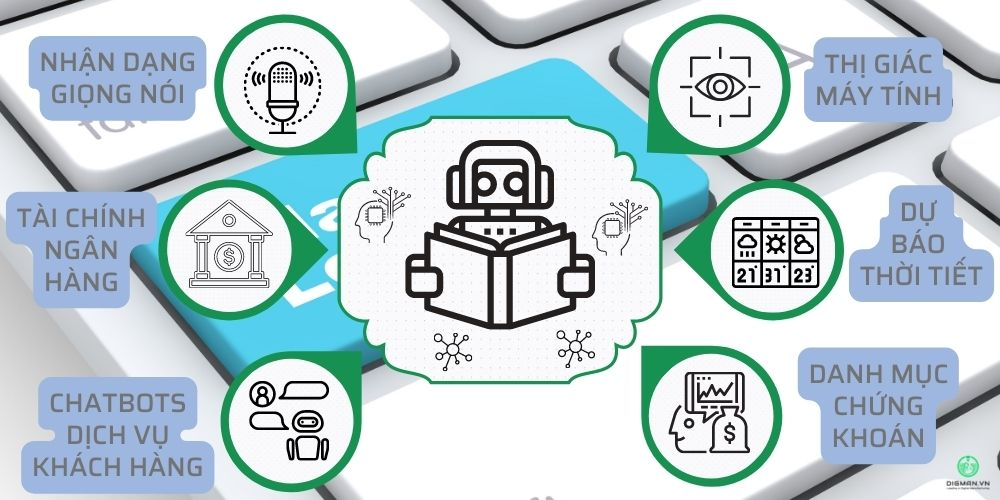 NHẬN DẠNG
GIỌNG NÓI
THỊ GIÁC
MÁY TÍNH
TÀI CHÍNH
NGÂN
HÀNG
DỰ
BÁO
THỜI TIẾT
21°
31°
23°
CHATBOTS
DỊCH VỤ
KHÁCH HÀNG
DANH MỤC
CHỨNG
KHOÁN
DIGMAN.VN